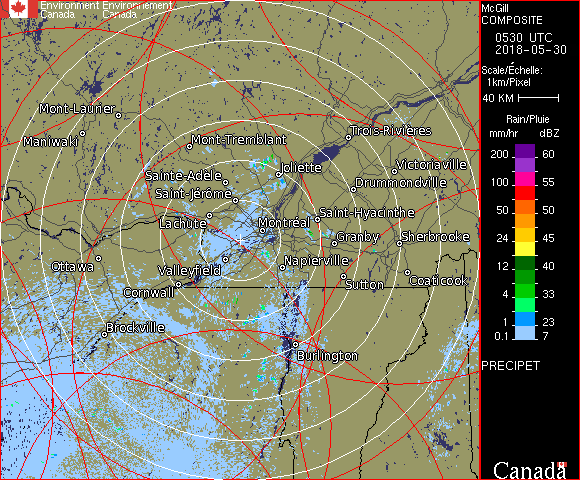 Environment Environnement
Canada Canada
McGill
COMPOSITE
0530 UTC
2018-05-30
Scale/Échelle:
1km/Pixel
40 KM
Rain/Pluie
mm/hr dBZ
200 60
100 55
50 50
24 45
12 40
8 33
4 28
1 23
0.1 7
PRECIPET
Canada
Mont-Laurier
Maniwaki
Mont-Tremblant
Trois-Rivières
Sainte-Adèle
Joliette
Victoriaville
Saint-Jérôme
Drummondville
Lachute
Montréal
Saint-Hyacinthe
Granby
Sherbrooke
Ottawa
Valleyfield
Napierville
Cornwall
Sutton
Coaticook
Brockville
Burlington